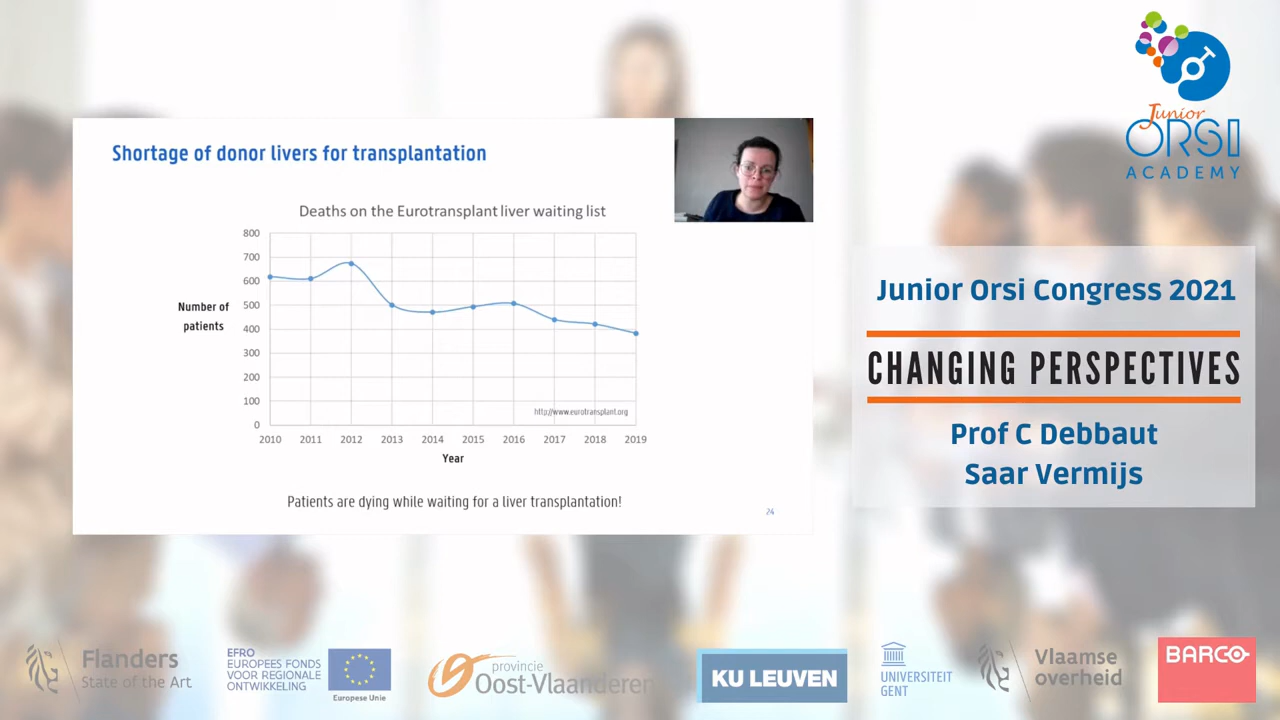 Junior
ORSI
ACADEMY
Shortage of donor livers for transplantation
Deaths on the Eurotransplant liver waiting list
800
700
600
500
400
300
200
100
0
Number of
patients
http://www.eurotransplant.org
2010 2011 2012 2013 2014 2015 2016 2017 2018 2019
Year
Patients are dying while waiting for a liver transplantation!
24
Junior Orsi Congress 2021
CHANGING PERSPECTIVES
Prof C Debbaut
Saar Vermijs
Flanders
State of the Art
EFRO
EUROPEES FONDS
VOOR REGIONALE
ONTWIKKELING
Europese Unie
provincie
Oost-Vlaanderen
KU LEUVEN
UNIVERSITEIT
GENT
Vlaamse
overheid
BARCO